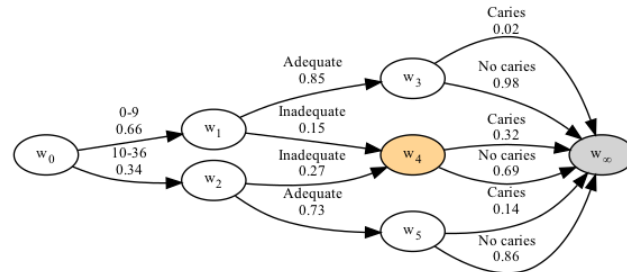 Caries
0.02
Adequate
0.85
w3
No caries
0.98
0-9
0.66
w1
Inadequate
0.15
Caries
0.32
w0
w4
w∞
10-36
0.34
w2
Inadequate
0.27
No caries
0.69
Adequate
0.73
Caries
0.14
w5
No caries
0.86